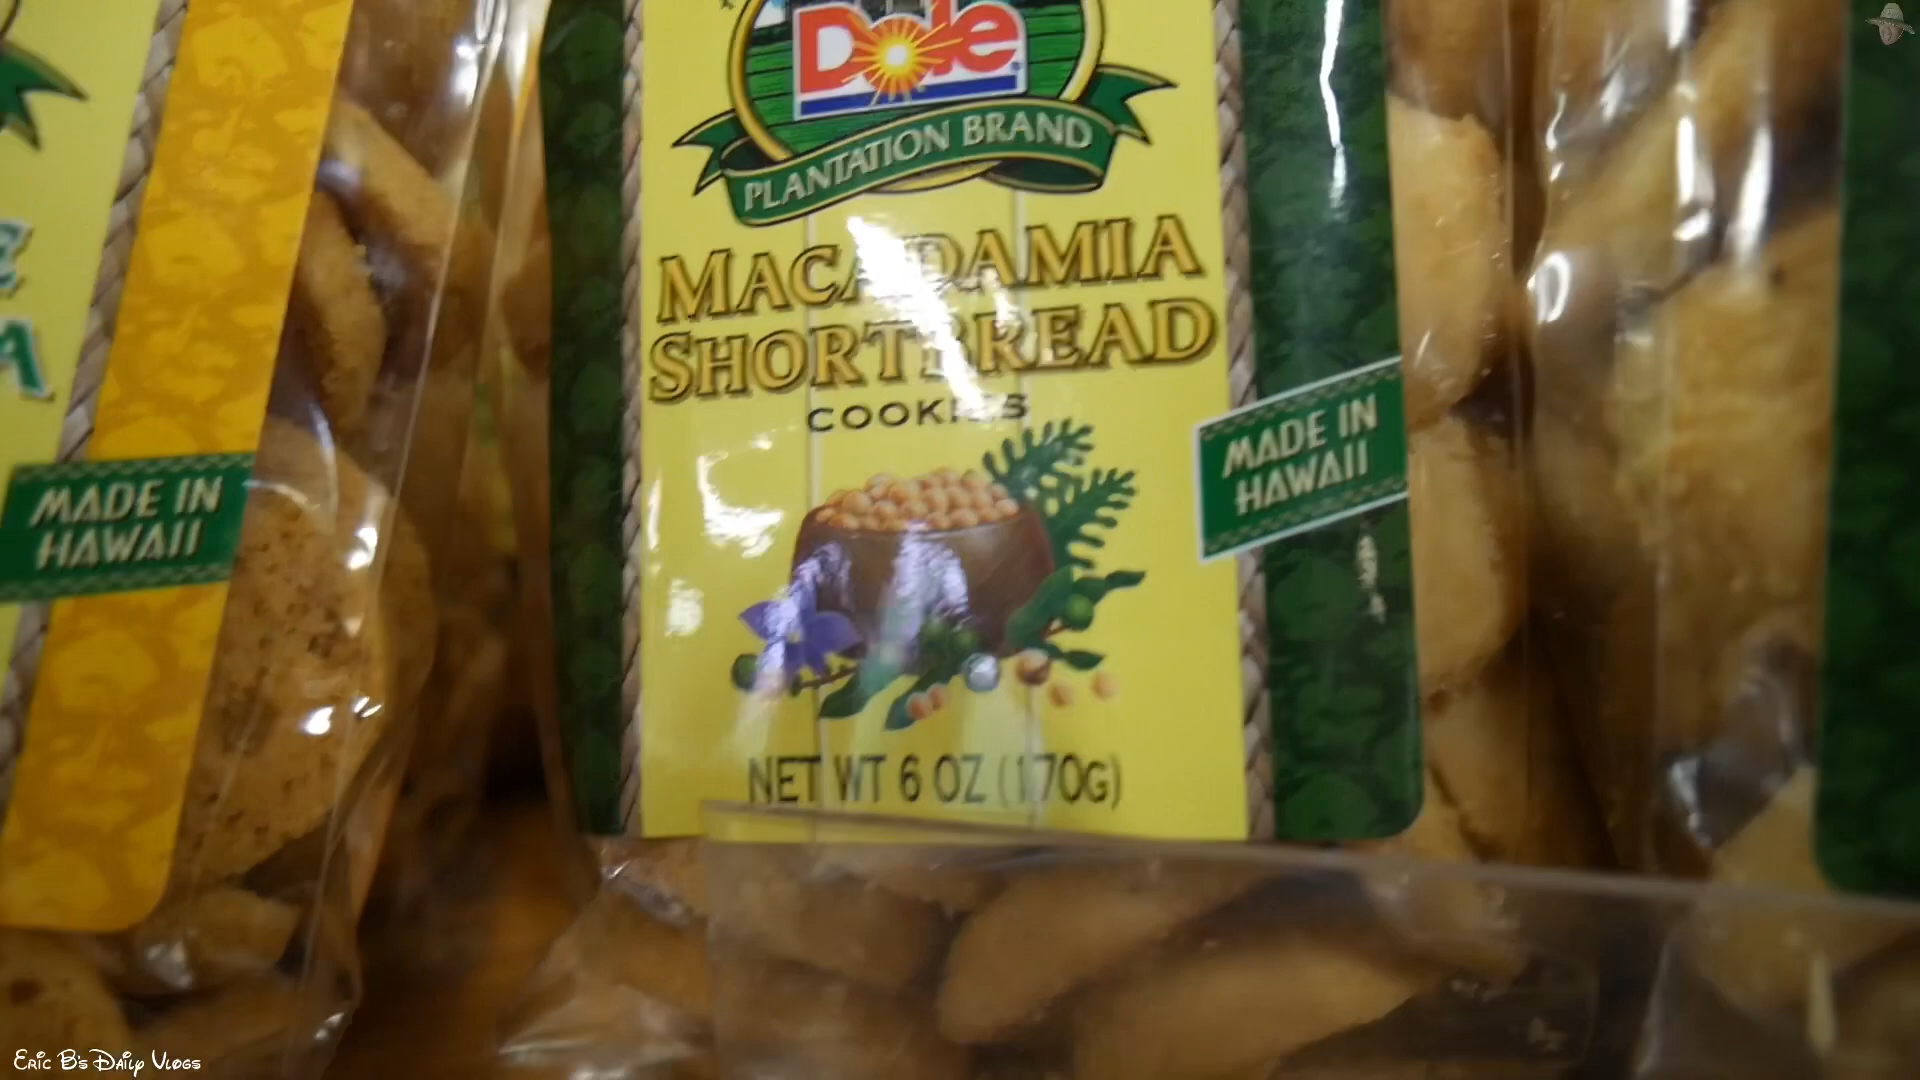 Dole
PLANTATION BRAND
MACADAMIA
SHORTBREAD
COOKIES
MADE IN
HAWAII
NET WT 6 OZ (170G)
E
A
MADE IN
HAWAII
Eric B's Daily Vlogs